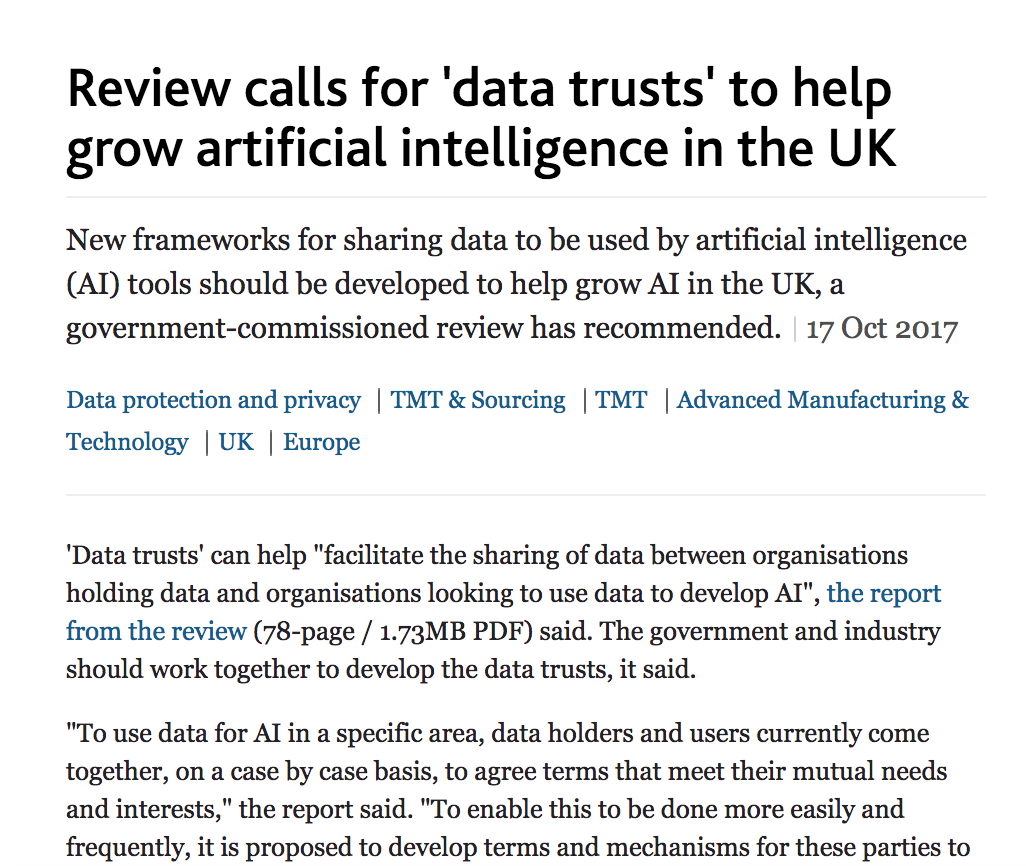 Review calls for 'data trusts' to help
grow artificial intelligence in the UK
New frameworks for sharing data to be used by artificial intelligence
(AI) tools should be developed to help grow AI in the UK, a
government-commissioned review has recommended. | 17 Oct 2017
Data protection and privacy | TMT & Sourcing | TMT | Advanced Manufacturing &
Technology | UK | Europe
'Data trusts' can help "facilitate the sharing of data between organisations
holding data and organisations looking to use data to develop AI", the report
from the review (78-page / 1.73MB PDF) said. The government and industry
should work together to develop the data trusts, it said.
"To use data for AI in a specific area, data holders and users currently come
together, on a case by case basis, to agree terms that meet their mutual needs
and interests," the report said. "To enable this to be done more easily and
frequently, it is proposed to develop terms and mechanisms for these parties to